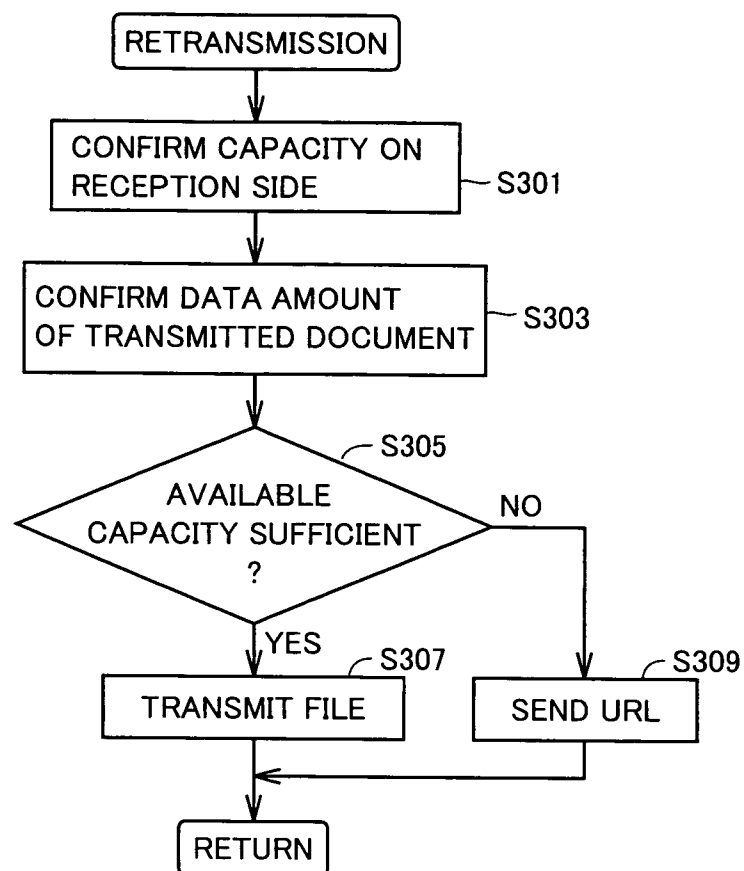 RETRANSMISSION
CONFIRM CAPACITY ON
RECEPTION SIDE
S301
CONFIRM DATA AMOUNT
OF TRANSMITTED DOCUMENT
S303
S305
AVAILABLE
CAPACITY SUFFICIENT
?
NO
YES
S307
TRANSMIT FILE
S309
SEND URL
RETURN